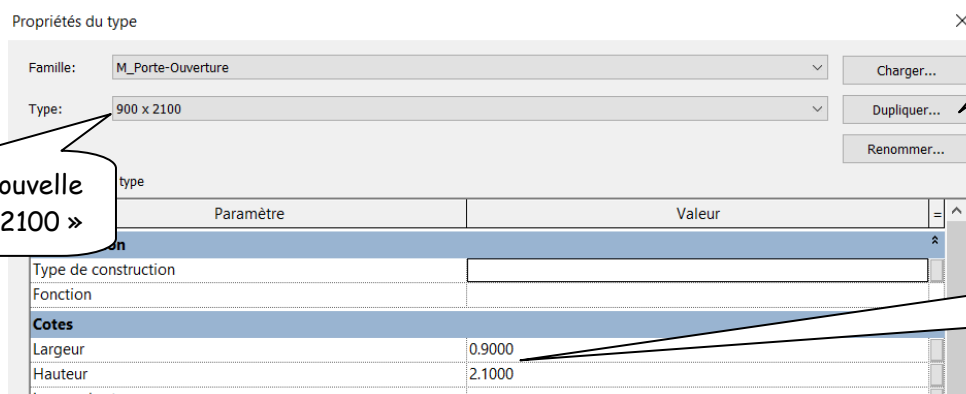 Propriétés du type
Famille: M_Porte-Ouverture Charger...
Type: 900 x 2100 Dupliquer...
Renommer...
type
ouvelle
2100 »
Paramètre Valeur =
on
Type de construction
Fonction
Cotes
Largeur 0.9000
Hauteur 2.1000